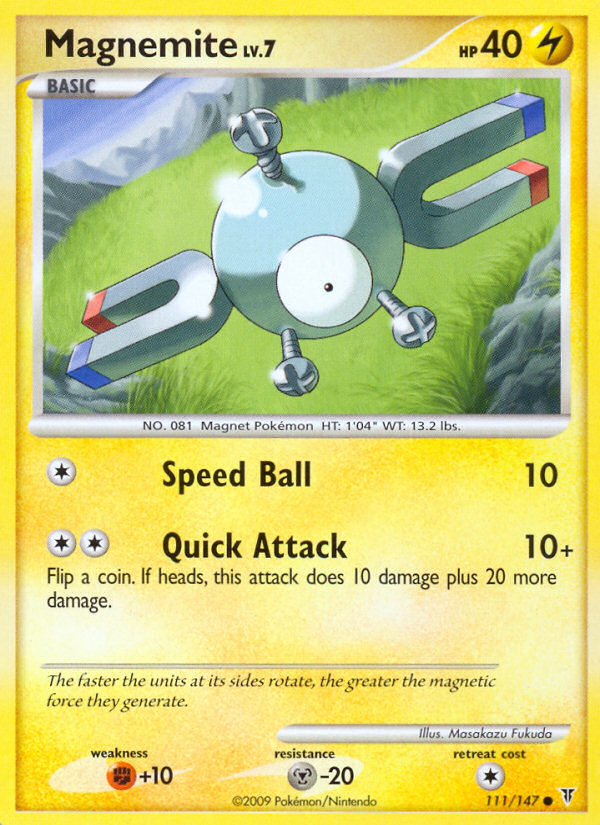 Magnemite LV.7 HP 40
BASIC
NO. 081 Magnet Pokémon HT: 1'04" WT: 13.2 lbs.
Speed Ball 10
Quick Attack 10+
Flip a coin. If heads, this attack does 10 damage plus 20 more
damage.
The faster the units at its sides rotate, the greater the magnetic
force they generate.
Illus. Masakazu Fukuda
weakness resistance retreat cost
+10 -20
©2009 Pokémon/Nintendo 111/147